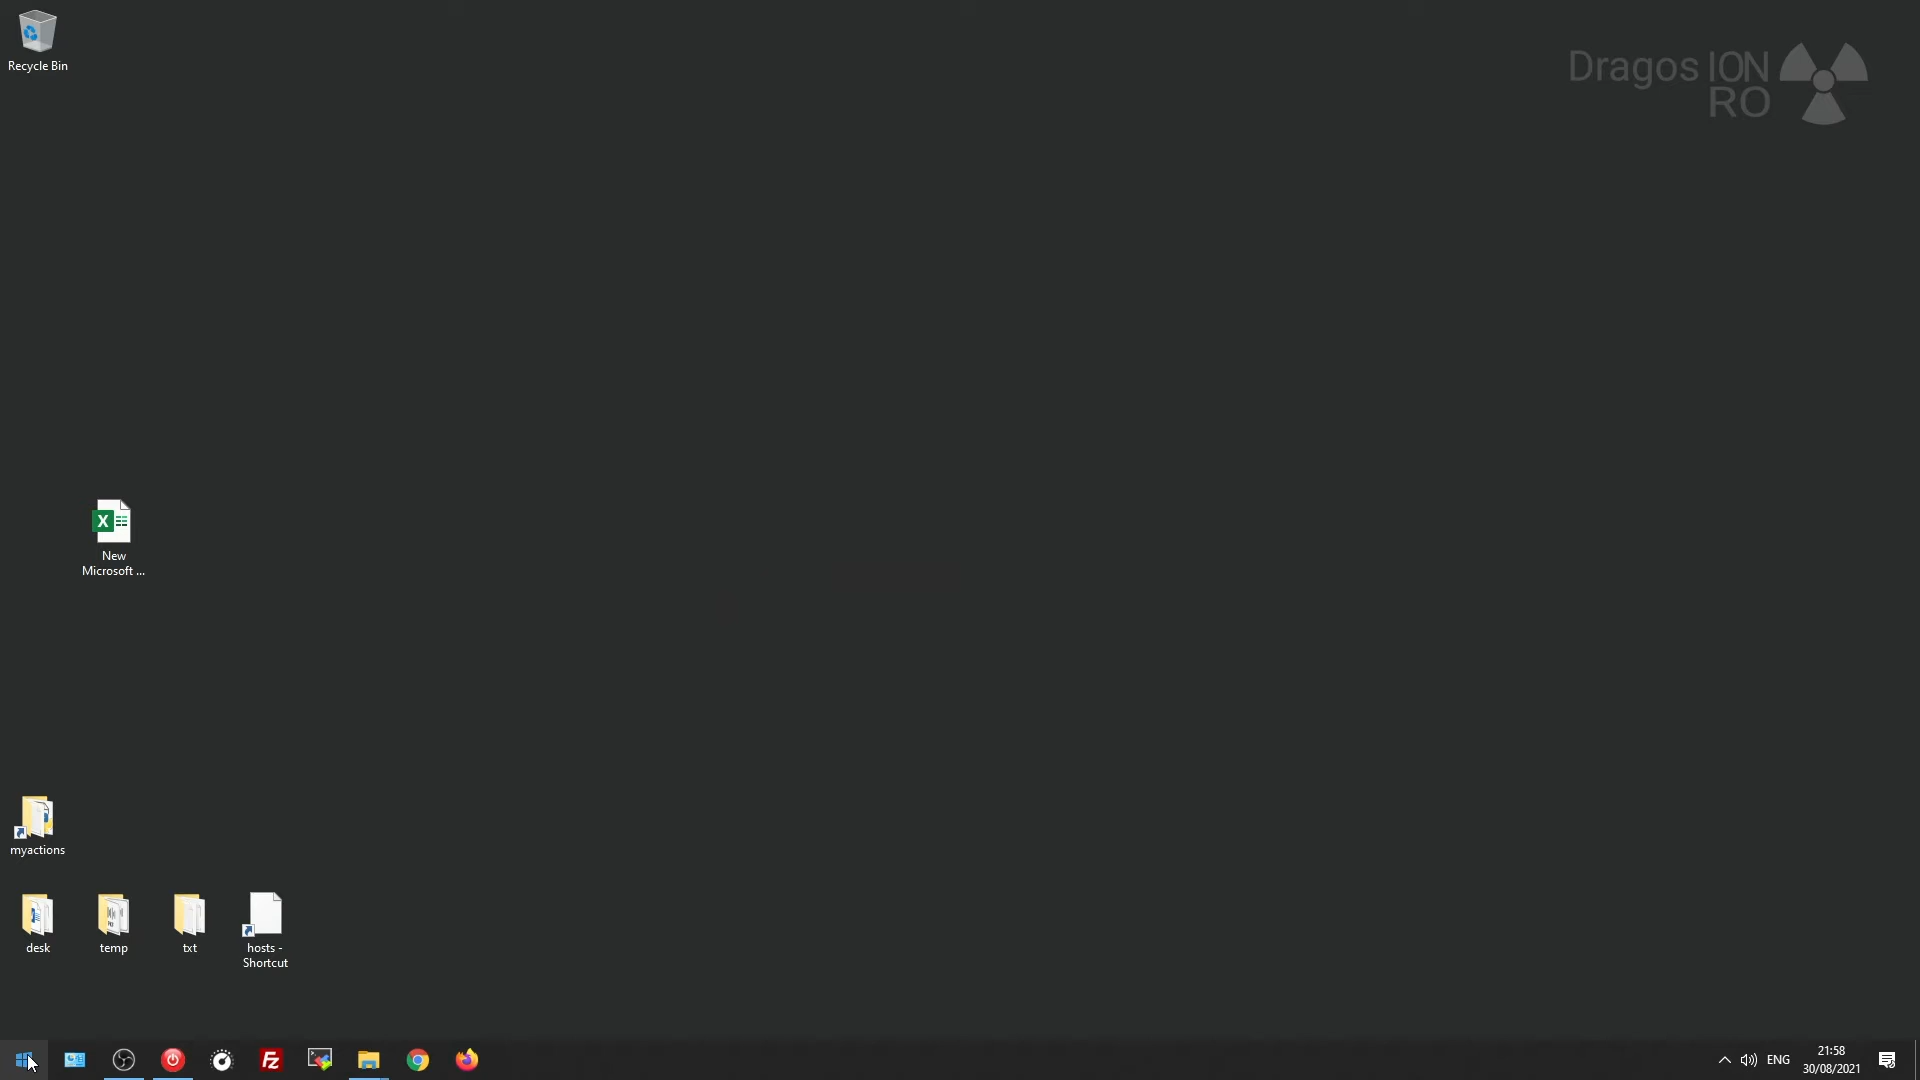 Recycle Bin
Dragos ION
RO
New
Microsoft ...
myactions
desk
temp
txt
hosts -
Shortcut
ENG
21:58
30/08/2021